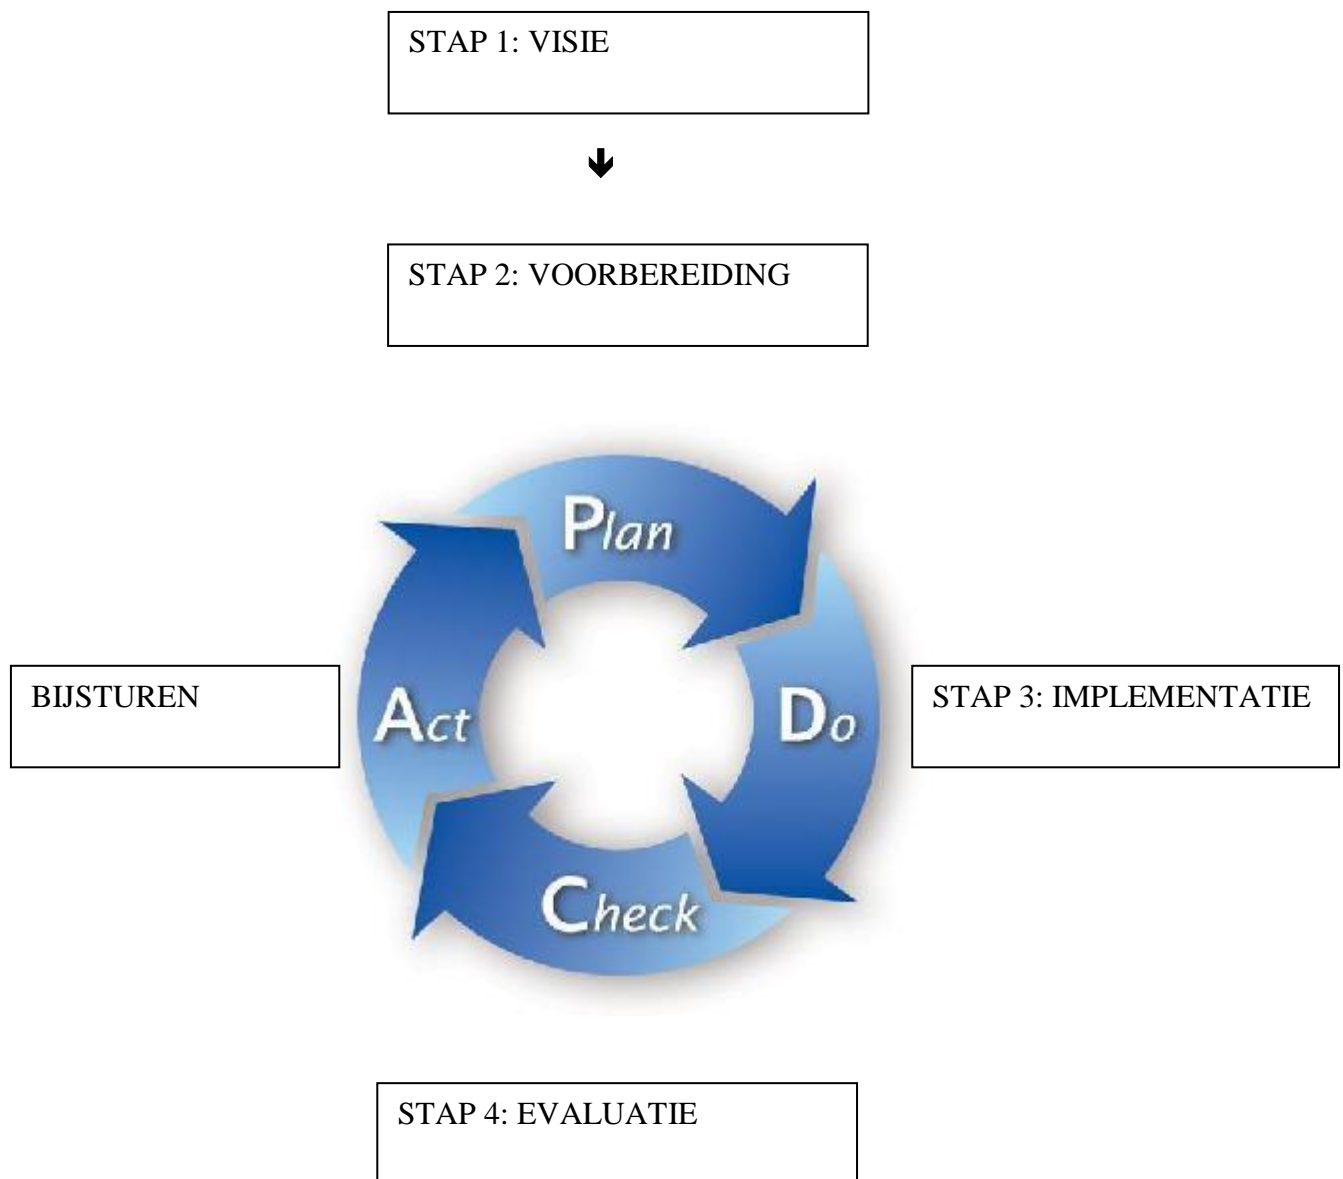 STAP 1: VISIE
🡻
STAP 2: VOORBEREIDING
Plan
BIJSTUREN
Act
Do
STAP 3: IMPLEMENTATIE
Check
STAP 4: EVALUATIE